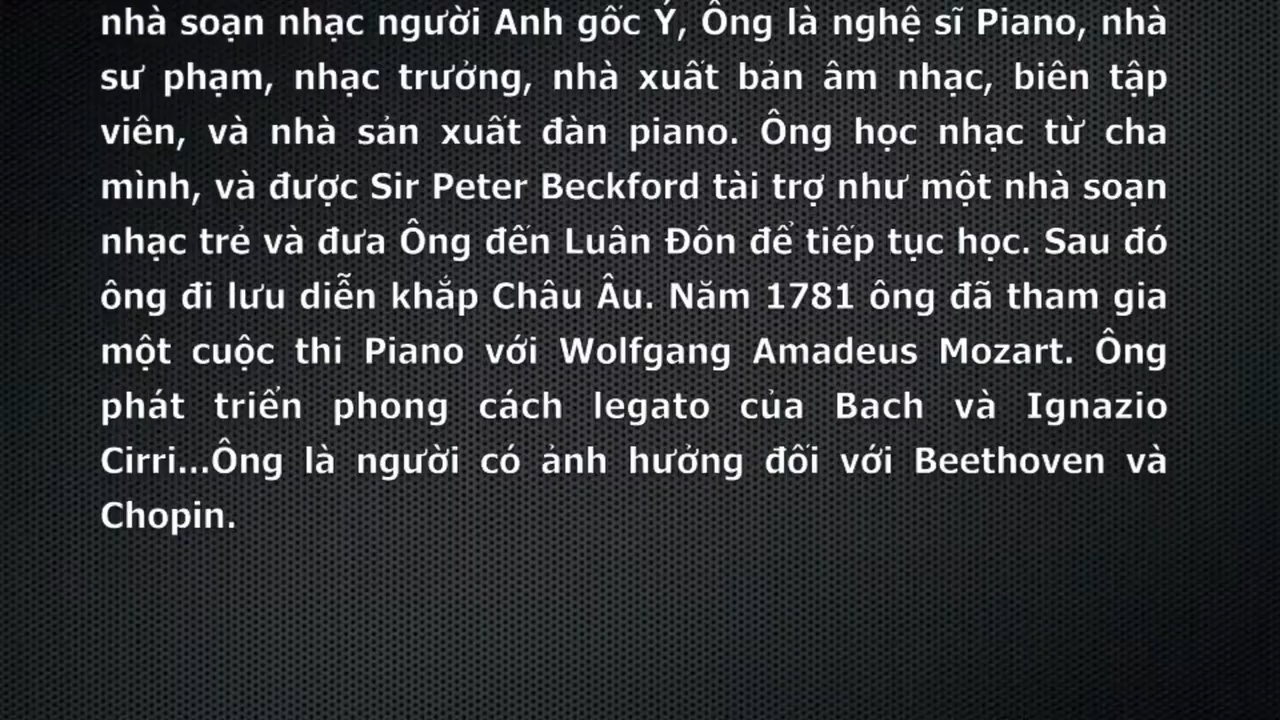 nhà soạn nhạc người Anh gốc Ý, Ông là nghệ sĩ Piano, nhà
sư phạm, nhạc trưởng, nhà xuất bản âm nhạc, biên tập
viên, và nhà sản xuất đàn piano. Ông học nhạc từ cha
mình, và được Sir Peter Beckford tài trợ như một nhà soạn
nhạc trẻ và đưa Ông đến Luân Đôn để tiếp tục học. Sau đó
ông đi lưu diễn khắp Châu Âu. Năm 1781 ông đã tham gia
một cuộc thi Piano với Wolfgang Amadeus Mozart. Ông
phát triển phong cách legato của Bach và Ignazio
Cirri...Ông là người có ảnh hưởng đối với Beethoven và
Chopin.